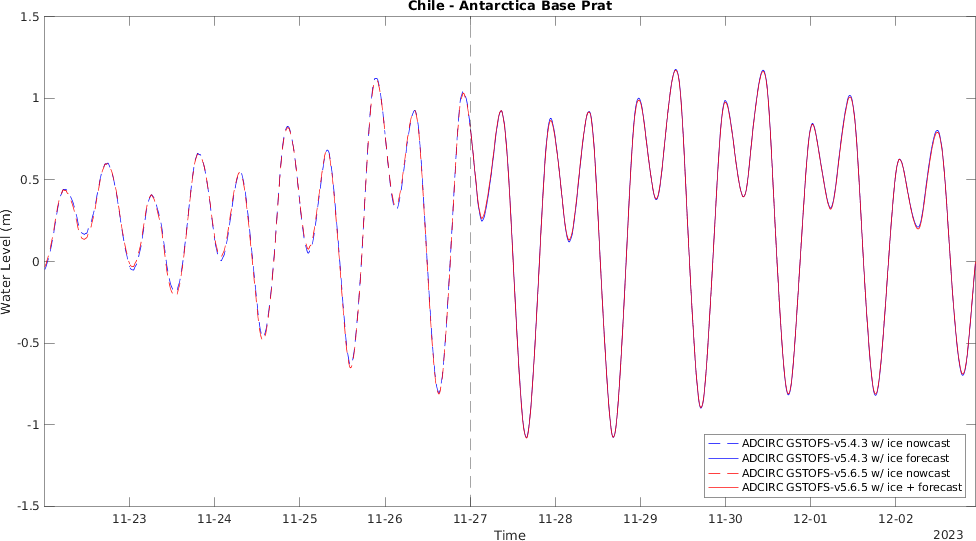 Chile - Antarctica Base Prat
Water Level (m)
1.5
1
0.5
0
-0.5
-1
-1.5
ADCIRC GSTOFS-v5.4.3 w/ ice nowcast
ADCIRC GSTOFS-v5.4.3 w/ ice forecast
ADCIRC GSTOFS-v5.6.5 w/ ice nowcast
ADCIRC GSTOFS-v5.6.5 w/ ice + forecast
11-23 11-24 11-25 11-26 11-27 11-28 11-29 11-30 12-01 12-02
Time
2023